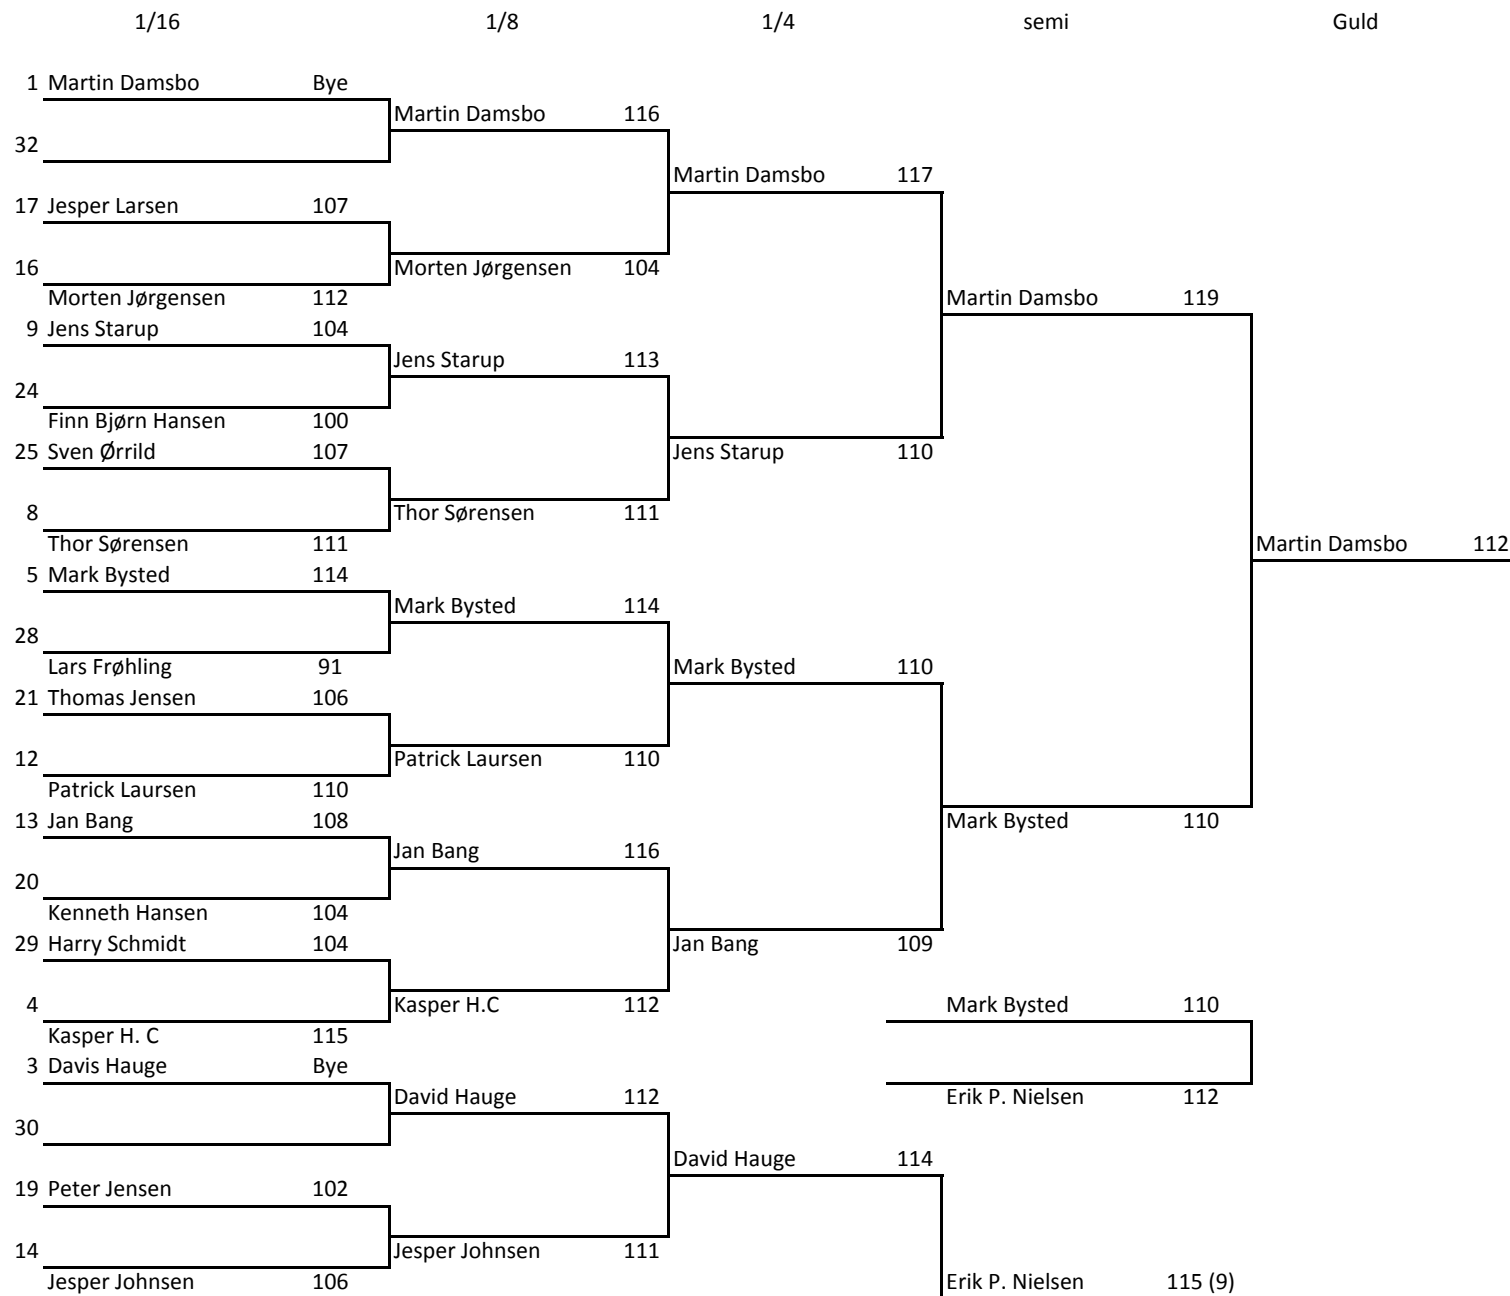 1/16 1/8 1/4 semi Guld
1 Martin Damsbo Bye
Martin Damsbo 116
32
Martin Damsbo 117
17 Jesper Larsen 107
16 Morten Jørgensen 104
Morten Jørgensen 112 Martin Damsbo 119
9 Jens Starup 104
Jens Starup 113
24
Finn Bjørn Hansen 100
25 Sven Ørrild 107 Jens Starup 110
8 Thor Sørensen 111
Thor Sørensen 111 Martin Damsbo 112
5 Mark Bysted 114
Mark Bysted 114
28
Lars Frøhling 91 Mark Bysted 110
21 Thomas Jensen 106
12 Patrick Laursen 110
Patrick Laursen 110
13 Jan Bang 108 Mark Bysted 110
Jan Bang 116
20
Kenneth Hansen 104
29 Harry Schmidt 104 Jan Bang 109
4 Kasper H.C 112 Mark Bysted 110
Kasper H. C 115
3 Davis Hauge Bye
David Hauge 112 Erik P. Nielsen 112
30
David Hauge 114
19 Peter Jensen 102
14 Jesper Johnsen 111
Jesper Johnsen 106 Erik P. Nielsen 115 (9)